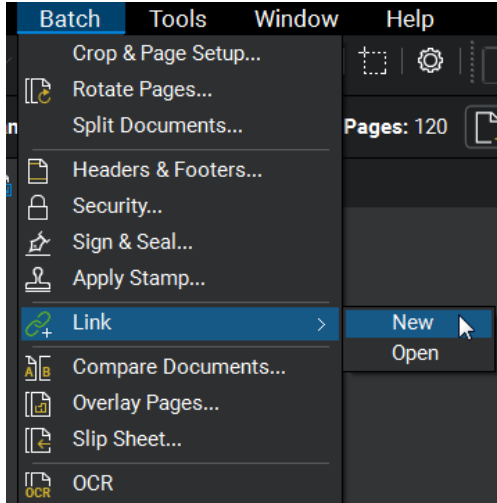 Batch Tools Window Help
Crop & Page Setup...
Rotate Pages...
Split Documents...
Pages: 120
Headers & Footers...
Security...
Sign & Seal...
Apply Stamp...
Link
New
Open
Compare Documents...
A B
Overlay Pages...
Slip Sheet...
OCR
OCR